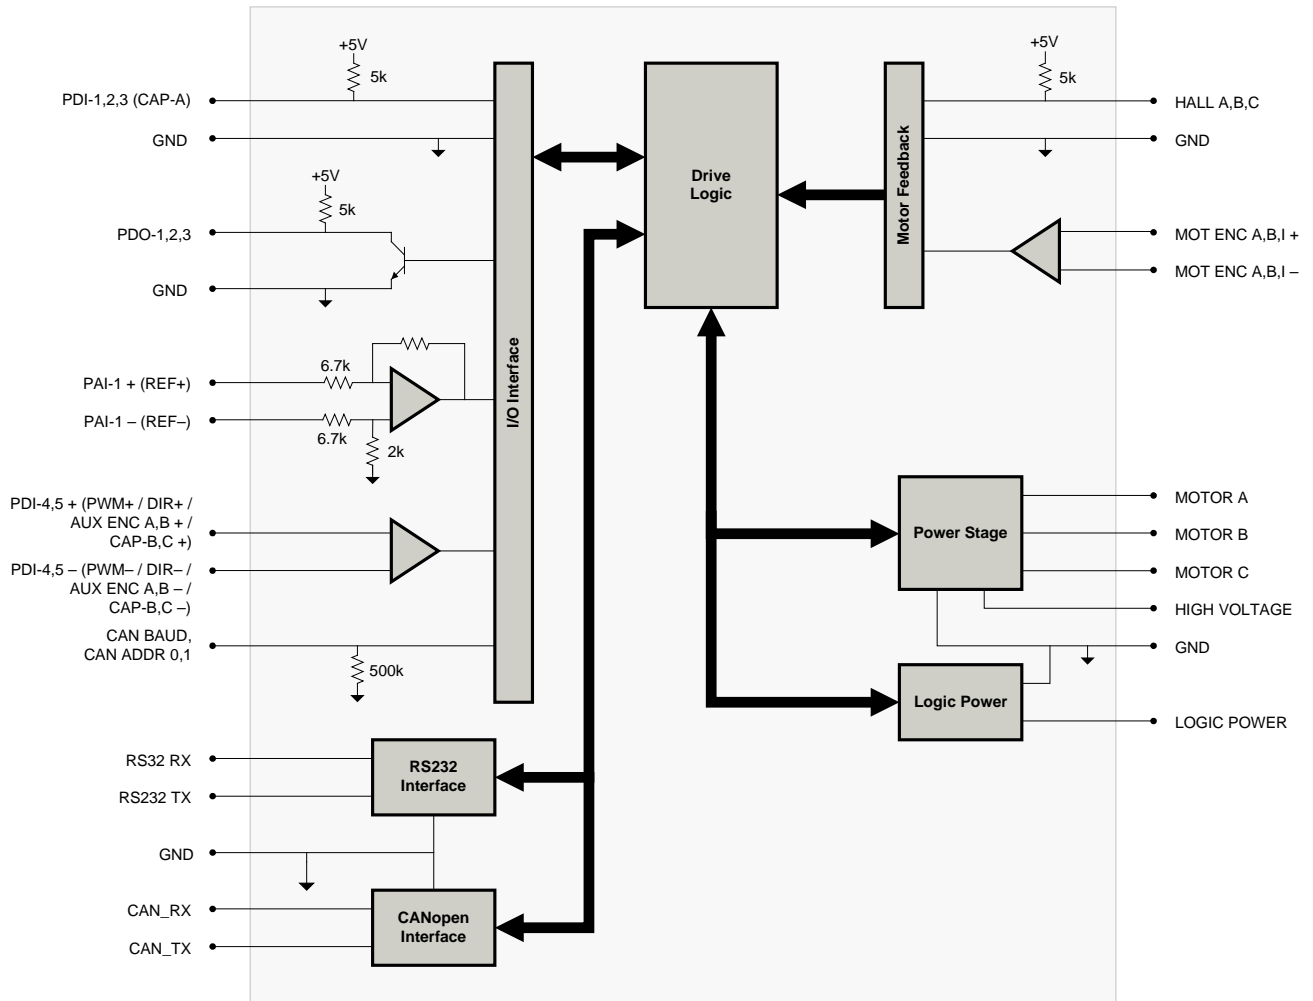 +5V
5k
PDI-1,2,3 (CAP-A)
GND
+5V
5k
PDO-1,2,3
GND
6.7k
PAI-1 + (REF+)
PAI-1 – (REF–)
6.7k
2k
PDI-4,5 + (PWM+ / DIR+ /
AUX ENC A,B + /
CAP-B,C +)
PDI-4,5 – (PWM– / DIR– /
AUX ENC A,B – /
CAP-B,C –)
CAN BAUD,
CAN ADDR 0,1
500k
RS32 RX
RS232 TX
GND
CAN_RX
CAN_TX
I/O Interface
RS232
Interface
CANopen
Interface
Drive
Logic
Motor Feedback
+5V
5k
HALL A,B,C
GND
MOT ENC A,B,I +
MOT ENC A,B,I –
Power Stage
MOTOR A
MOTOR B
MOTOR C
HIGH VOLTAGE
GND
Logic Power
LOGIC POWER